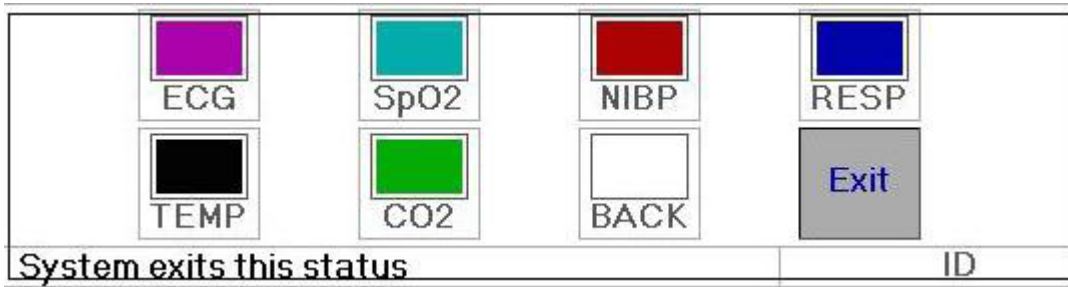 ECG SpO2 NIBP RESP
TEMP CO2 BACK Exit
System exits this status ID